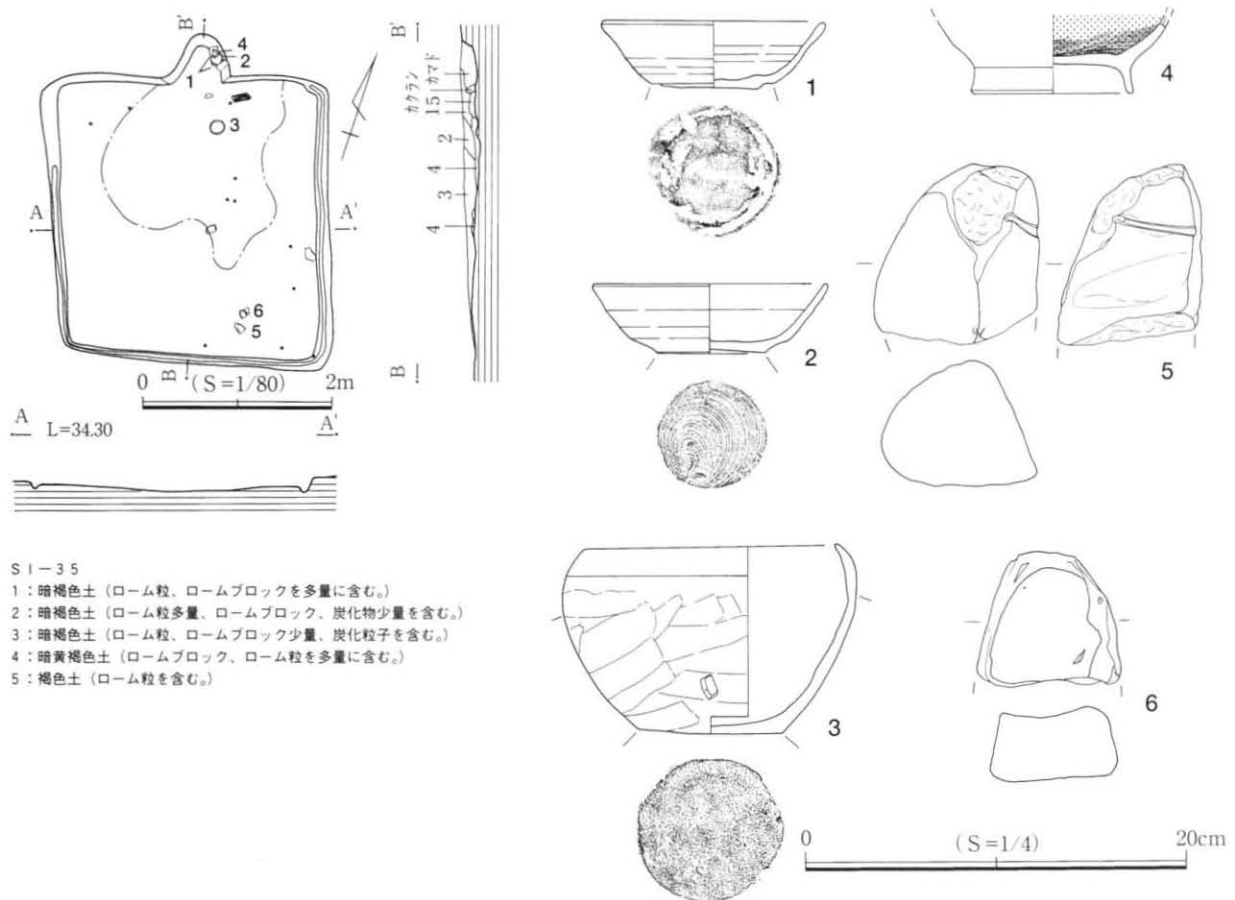 B'
4
2
1
3
A
A'
6
5
B
0 (S=1/80) 2m
A L=34.30 A'
B'
カクラン カマド
15
2
4
3
4
B
SI-35
1:暗褐色土(ローム粒、ロームブロックを多量に含む。)
2:暗褐色土(ローム粒多量、ロームブロック、炭化物少量を含む。)
3:暗褐色土(ローム粒、ロームブロック少量、炭化粒子を含む。)
4:暗黄褐色土(ロームブロック、ローム粒を多量に含む。)
5:褐色土(ローム粒を含む。)
1
4
2
5
3
6
0 (S=1/4) 20cm